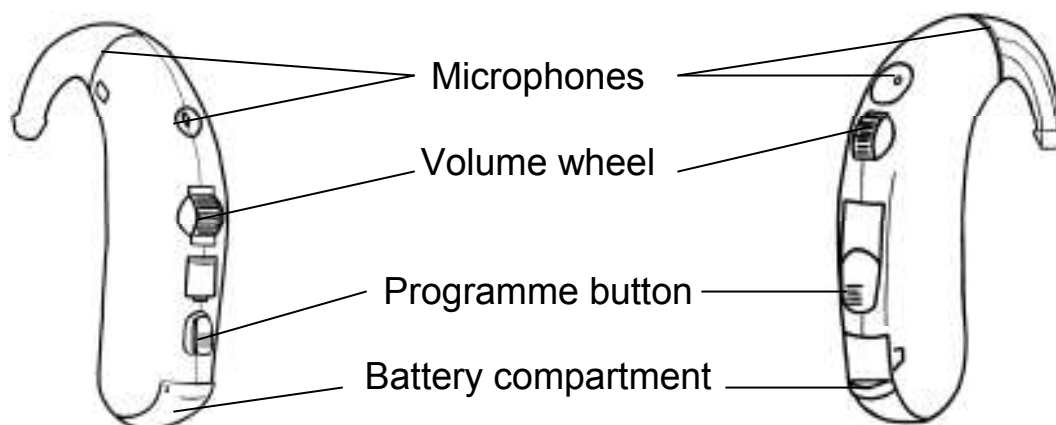 Microphones
Volume wheel
Programme button
Battery compartment